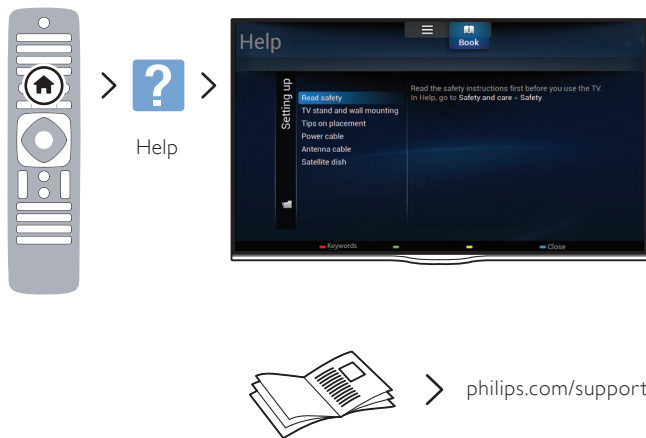 Help
Book
Setting up
Read safety
TV stand and wall mounting
Tips on placement
Power cable
Antenna cable
Satellite dish
Read the safety instructions first before you use the TV.
In Help, go to Safety and care > Safety.
Keywords
Close
?
Help
philips.com/support